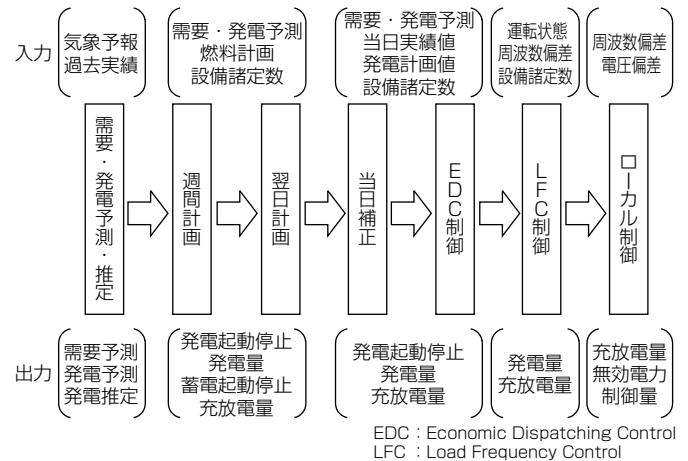 入力
気象予報
過去実績
需要・発電予測
燃料計画
設備諸定数
需要・発電予測
当日実績値
発電計画値
設備諸定数
運転状態
周波数偏差
設備諸定数
周波数偏差
電圧偏差
需要・発電予測・推定
週間計画
翌日計画
当日補正
EDC制御
LFC制御
ローカル制御
出力
需要予測
発電予測
発電推定
発電起動停止
発電量
蓄電起動停止
充放電量
発電起動停止
発電量
充放電量
発電量
充放電量
充放電量
無効電力
制御量
EDC：Economic Dispatching Control
LFC：Load Frequency Control